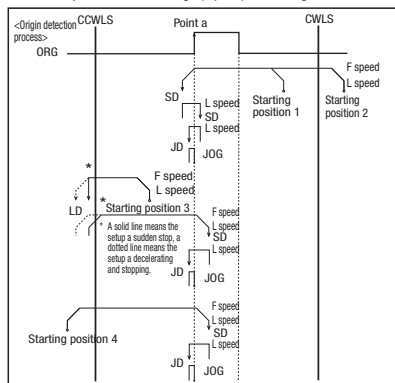 <Origin detection process>
CCWLS
Point a
CWLS
ORG
F speed
L speed
SD
Starting position 1
Starting position 2
L speed
SD
L speed
JD
JOG
*
F speed
L speed
LD
*
Starting position 3
* A solid line means the
setup a sudden stop, a
dotted line means the
setup a decelerating
and stopping.
F speed
L speed
SD
L speed
JD
JOG
F speed
L speed
SD
Starting position 4
L speed
JD
JOG